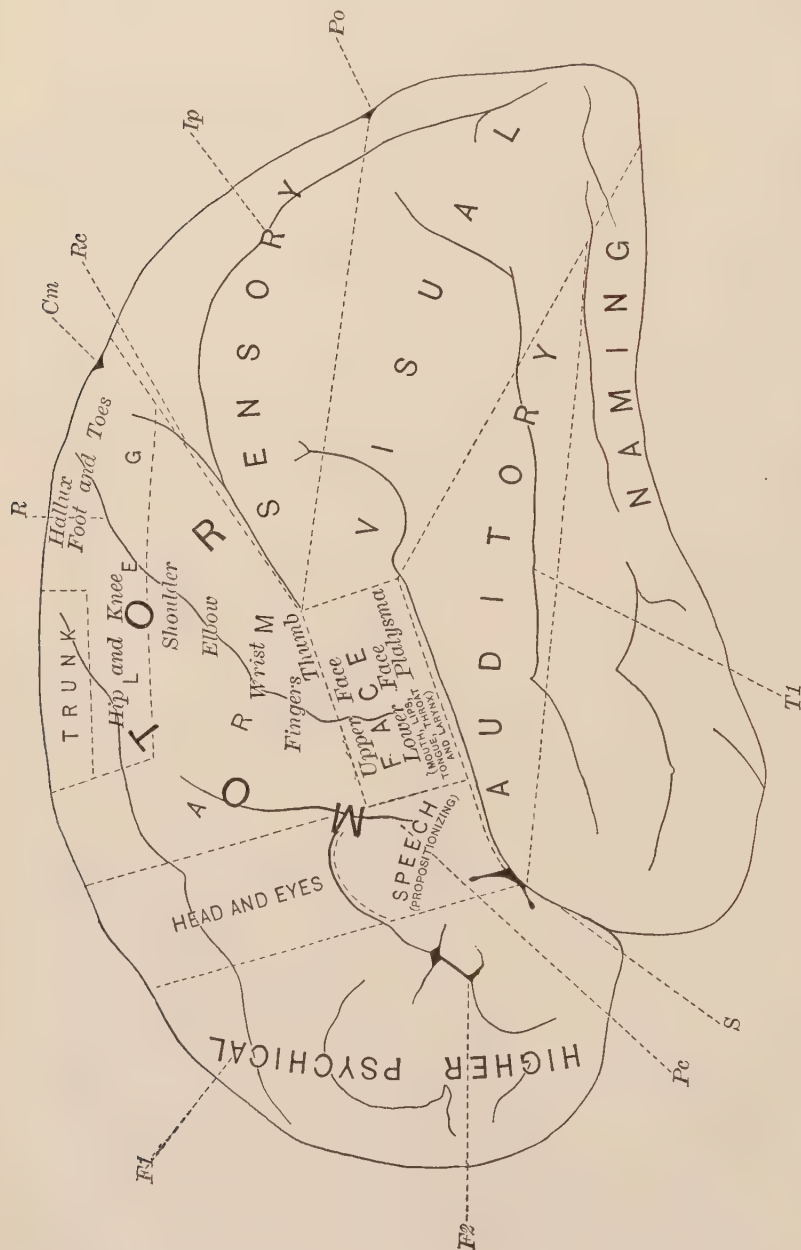 R
Cm
Rc
Ip
Po
TRUNK
Hallux
Foot and Toes
Hip and Knee
LEG
Shoulder
Elbow
Wrist
Fingers
Thumb
ARM
MOTOR
Upper Face
FACE
Lower Face
Platysma
(MOUTH, LIPS,
TONGUE, THROAT
AND LARYNX)
SENSORY
VISUAL
AUDITORY
NAMING
HEAD AND EYES
SPEECH
(PROPOSITIONIZING)
HIGHER PSYCHICAL
F1
F2
Pc
S
T1